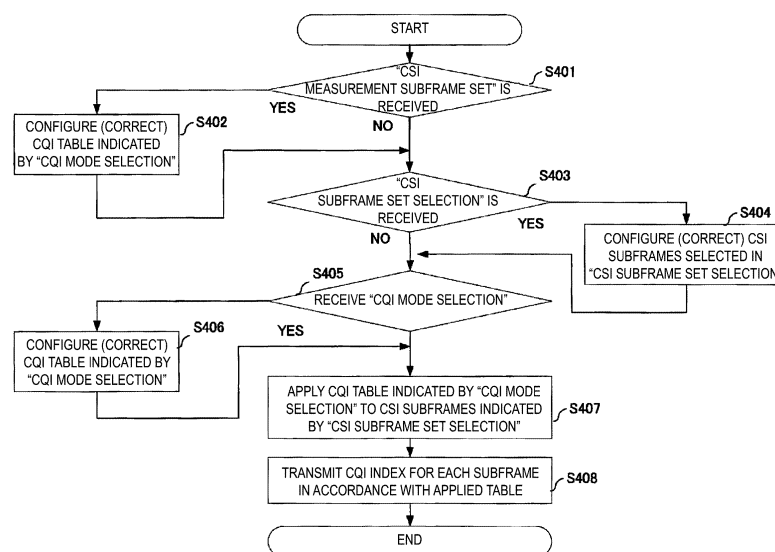 START
"CSI
MEASUREMENT SUBFRAME SET" IS
RECEIVED
S401
YES
NO
S402
CONFIGURE (CORRECT)
CQI TABLE INDICATED
BY "CQI MODE SELECTION"
"CSI
SUBFRAME SET SELECTION" IS
RECEIVED
S403
YES
NO
S404
CONFIGURE (CORRECT) CSI
SUBFRAMES SELECTED IN
"CSI SUBFRAME SET SELECTION
S405
RECEIVE "CQI MODE SELECTION"
YES
S406
CONFIGURE (CORRECT)
CQI TABLE INDICATED BY
"CQI MODE SELECTION"
APPLY CQI TABLE INDICATED BY "CQI MODE
SELECTION" TO CSI SUBFRAMES INDICATED
BY "CSI SUBFRAME SET SELECTION"
S407
TRANSMIT CQI INDEX FOR EACH SUBFRAME
IN ACCORDANCE WITH APPLIED TABLE
S408
END